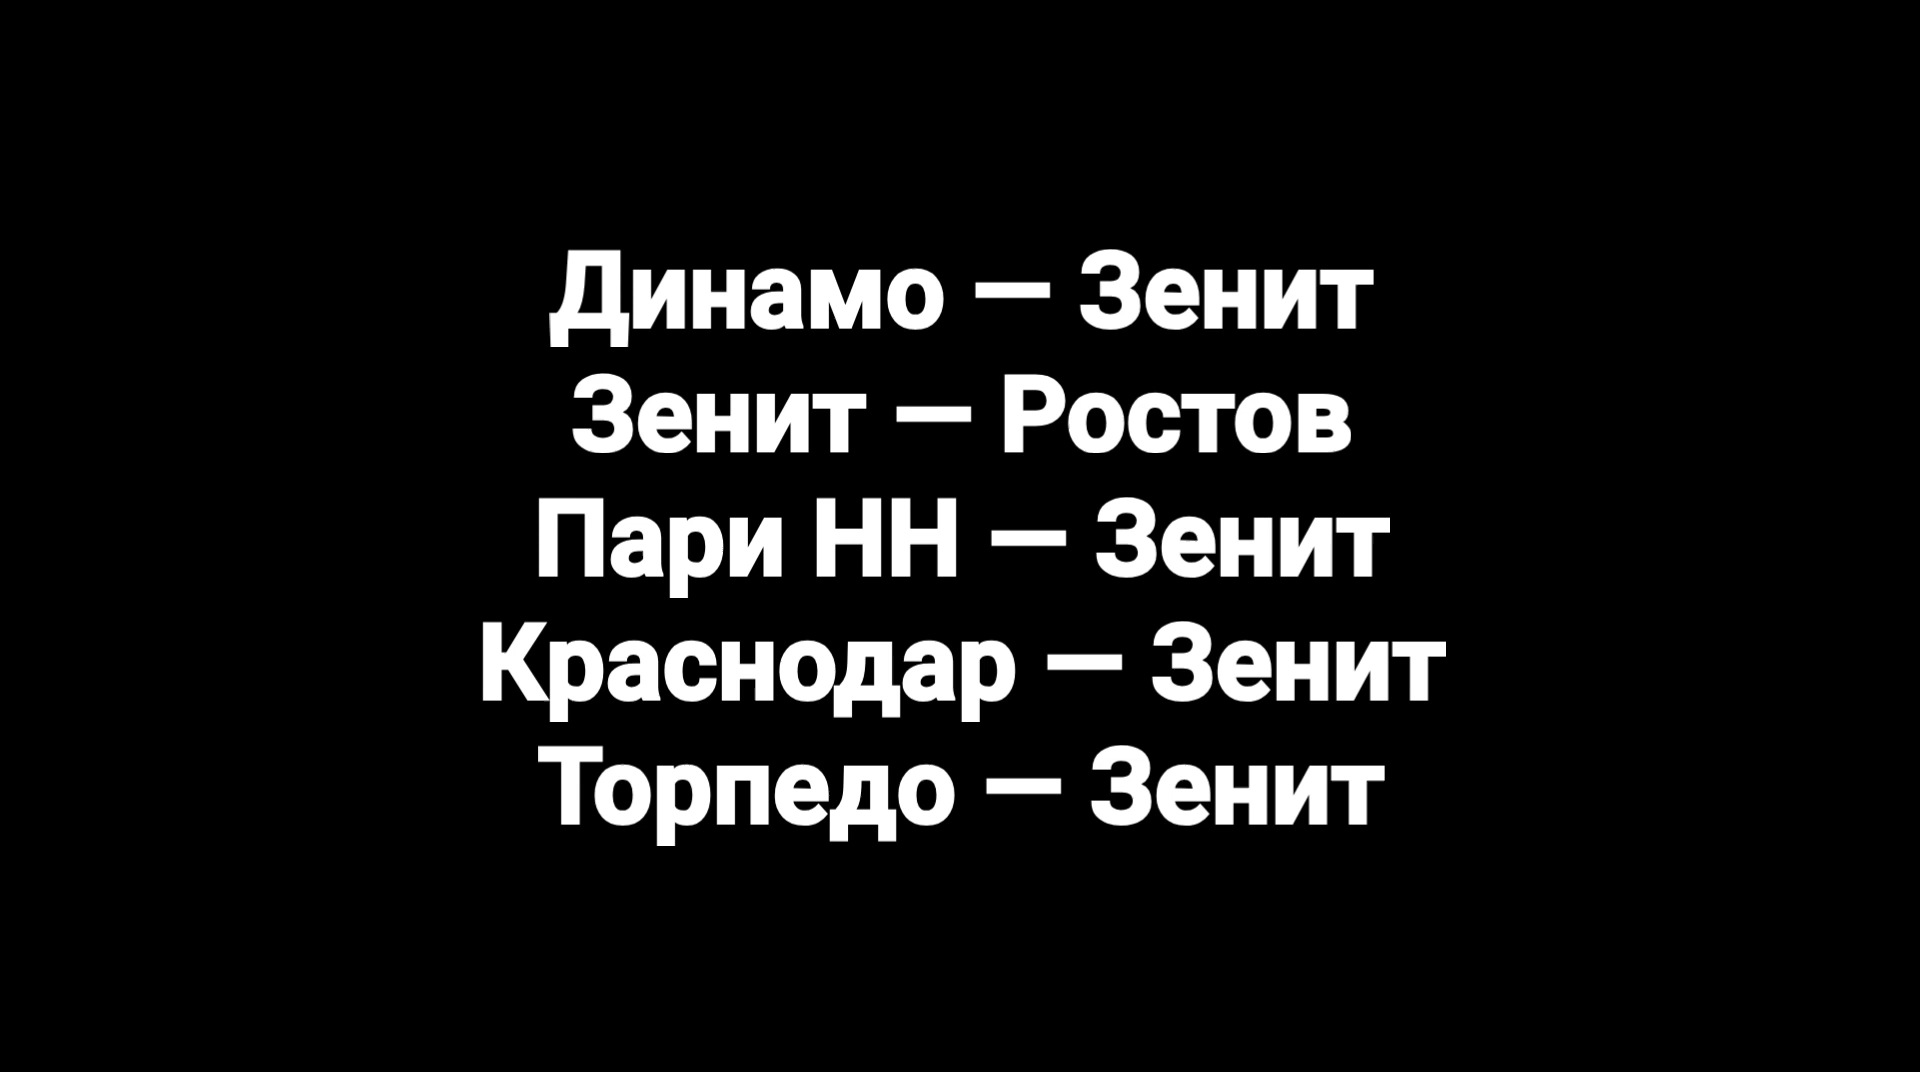 Динамо — Зенит
Зенит — Ростов
Пари НН — Зенит
Краснодар — Зенит
Торпедо — Зенит